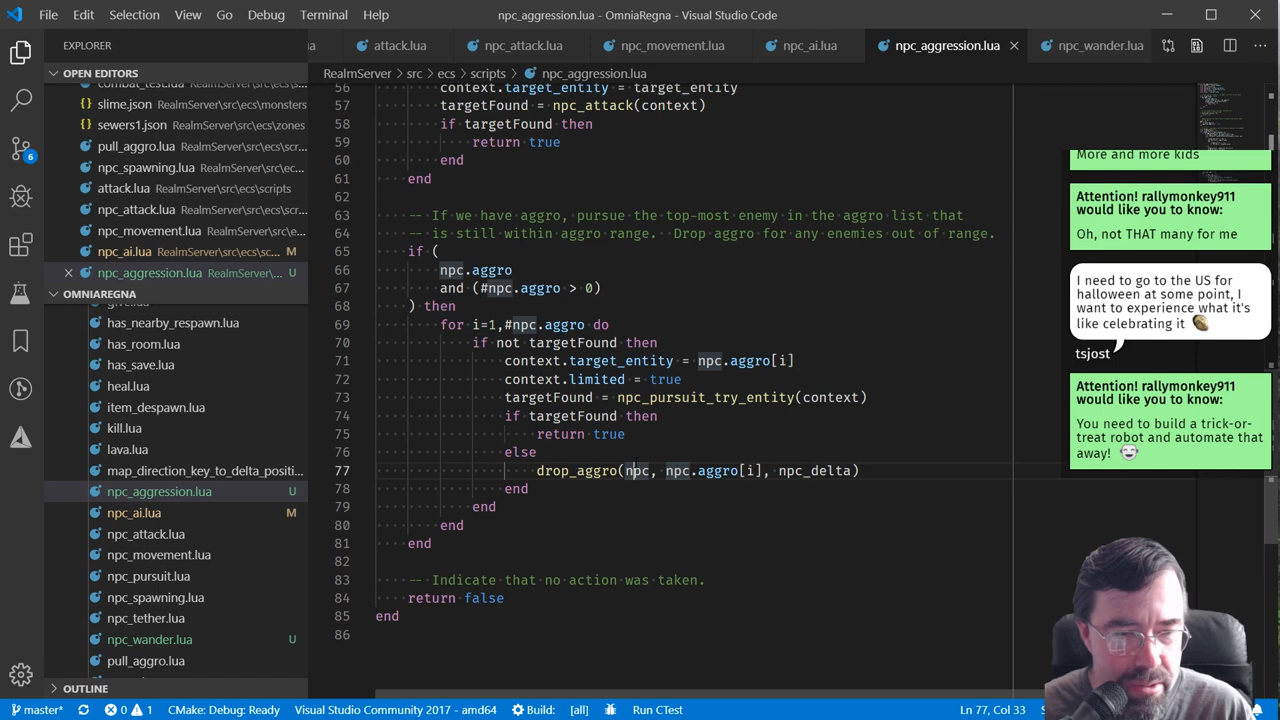 File Edit Selection View Go Debug Terminal Help
npc_aggression.lua - OmniaRegna - Visual Studio Code
EXPLORER
a
attack.lua
npc_attack.lua
npc_movement.lua
npc_ai.lua
npc_aggression.lua
npc_wander.lua
RealmServer > src > ecs > scripts > npc_aggression.lua
OPEN EDITORS
combat_test.lua RealmServer\src\ecs\scripts
slime.json RealmServer\src\ecs\monsters
sewers1.json RealmServer\src\ecs\zones
pull_aggro.lua RealmServer\src\ecs\scri...
npc_spawning.lua RealmServer\src\ecs...
attack.lua RealmServer\src\ecs\scripts
npc_attack.lua RealmServer\src\ecs\scr...
npc_movement.lua RealmServer\src\ecs...
npc_ai.lua RealmServer\src\ecs\sc... M
npc_aggression.lua RealmServer\src\... U
OMNIAREGNA
give.lua
has_nearby_respawn.lua
has_room.lua
has_save.lua
heal.lua
item_despawn.lua
kill.lua
lava.lua
map_direction_key_to_delta_positi...
npc_aggression.lua U
npc_ai.lua M
npc_attack.lua
npc_movement.lua
npc_pursuit.lua
npc_spawning.lua
npc_tether.lua
npc_wander.lua U
pull_aggro.lua
OUTLINE
56 context.target_entity = target_entity
57 targetFound = npc_attack(context)
58 if targetFound then
59 return true
60 end
61 end
62
63 -- If we have aggro, pursue the top-most enemy in the aggro list that
64 -- is still within aggro range.  Drop aggro for any enemies out of range.
65 if (
66 npc.aggro
67 and (#npc.aggro > 0)
68 ) then
69 for i=1,#npc.aggro do
70 if not targetFound then
71 context.target_entity = npc.aggro[i]
72 context.limited = true
73 targetFound = npc_pursuit_try_entity(context)
74 if targetFound then
75 return true
76 else
77 drop_aggro(npc, npc.aggro[i], npc_delta)
78 end
79 end
80 end
81 end
82
83 -- Indicate that no action was taken.
84 return false
85 end
86
More and more kids
Attention! rallymonkey911
would like you to know:
Oh, not THAT many for me
I need to go to the US for
halloween at some point, I
want to experience what it's
like celebrating it
tsjost
Attention! rallymonkey911
would like you to know:
You need to build a trick-or-
treat robot and automate that
away!
6
master* 0 1 CMake: Debug: Ready Visual Studio Community 2017 - amd64 Build: [all] Run CTest Ln 77, Col 33